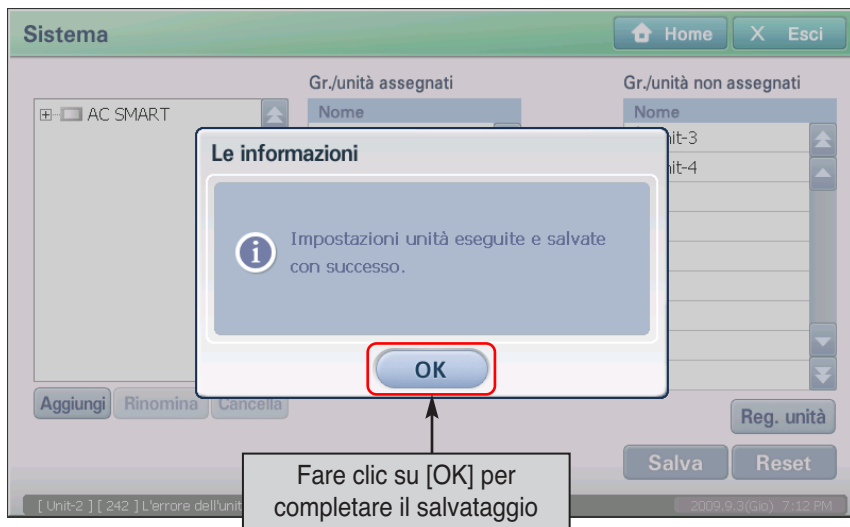 Sistema
Home
X Esci
Gr./unità assegnati
Gr./unità non assegnati
AC SMART
Nome
Nome
Le informazioni
Impostazioni unità eseguite e salvate
con successo.
OK
Aggiungi
Rinomina
Cancella
Reg. unità
Fare clic su [OK] per
completare il salvataggio
Salva
Reset
[ Unit-2 ] [ 242 ] L'errore dell'unit
2009.9.3(Gio) 7:12 PM